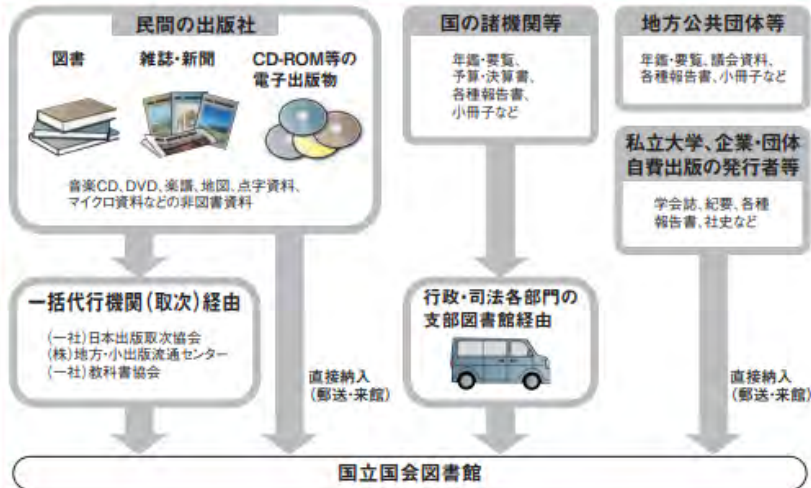 民間の出版社
図書
雑誌・新聞
CD-ROM等の
電子出版物
音楽CD、DVD、楽譜、地図、点字資料、
マイクロ資料などの非図書資料
国の諸機関等
年鑑・要覧、
予算・決算書、
各種報告書、
小冊子など
地方公共団体等
年鑑・要覧、議会資料、
各種報告書、小冊子など
私立大学、企業・団体
自費出版の発行者等
学会誌、紀要、各種
報告書、社史など
一括代行機関(取次)経由
(一社)日本出版取次協会
(株)地方・小出版流通センター
(一社)教科書協会
直接納入
(郵送・来館)
行政・司法各部門の
支部図書館経由
直接納入
(郵送・来館)
国立国会図書館